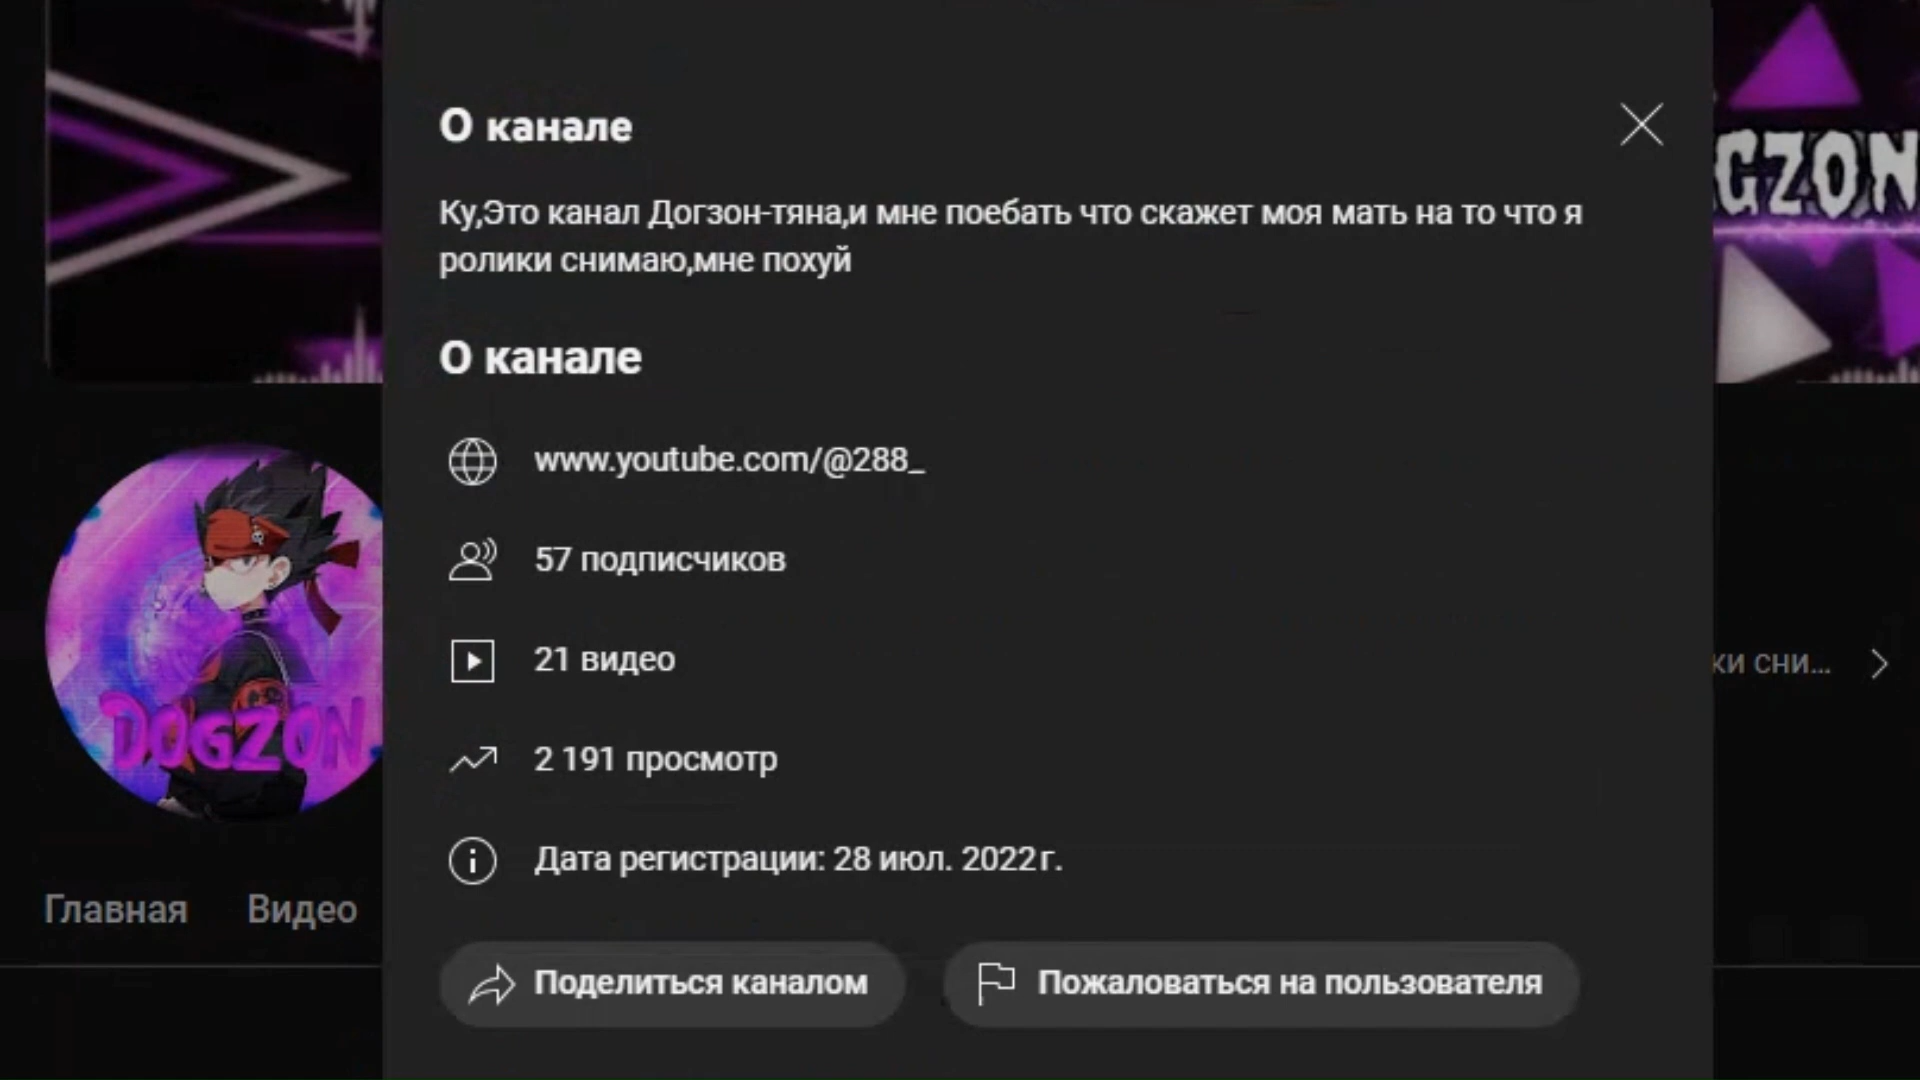 О канале
Ку,Это канал Догзон-тяна,и мне поебать что скажет моя мать на то что я
ролики снимаю,мне похуй
GZON
О канале
www.youtube.com/@288_
57 подписчиков
21 видео
ки сни...
DOGZON
2 191 просмотр
Дата регистрации: 28 июл. 2022 г.
Главная Видео
Поделиться каналом Пожаловаться на пользователя